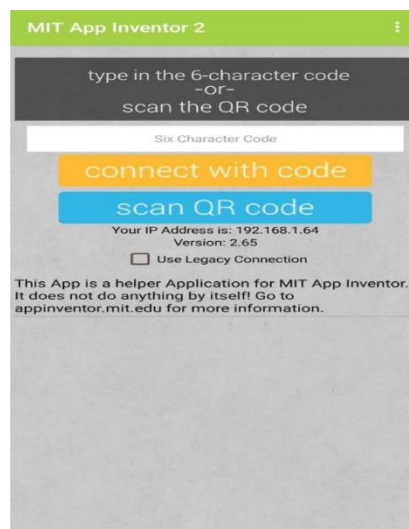 MIT App Inventor 2
type in the 6-character code
-or-
scan the QR code
Six Character Code
connect with code
scan QR code
Your IP Address is: 192.168.1.64
Version: 2.65
Use Legacy Connection
This App is a helper Application for MIT App Inventor.
It does not do anything by itself! Go to
appinventor.mit.edu for more information.